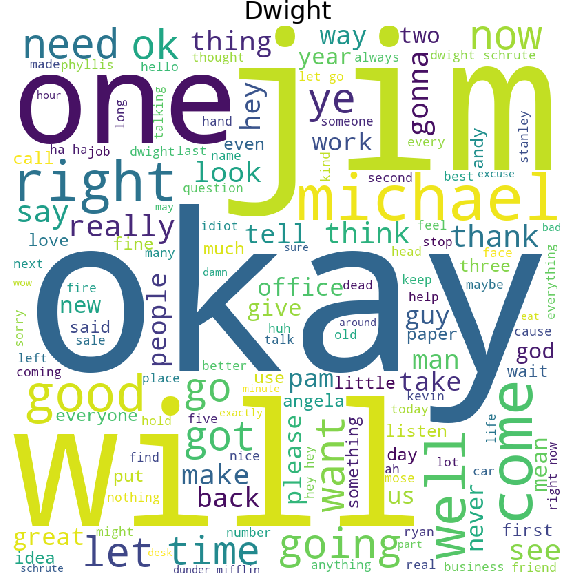 Dwight
need ok thing way two now
made phyllis hello thought year always dwight schrute
one jim
let go
hour long talking hey ye gonna
hand someone
ha ha job even work andy stanley
call dwight last name kind every
right look second best excuse
question
say may michael
really idiot tell think feel thank bad
love fine many much sure stop face
next damn head
wow okay
fire office dead keep three maybe everything
new people give help
sorry said huh around guy cause eat
sale talk old paper god
left man wait
coming place better pam little take
good go use minute angela kevin
everyone hold five exactly today come life
will got please hey hey want something listen well
find nice day lot car mean right now
make ah mose never
put back us
nothing
great might number ryan first
idea let time desk going part real see
schrute dunder mifflin anything business friend